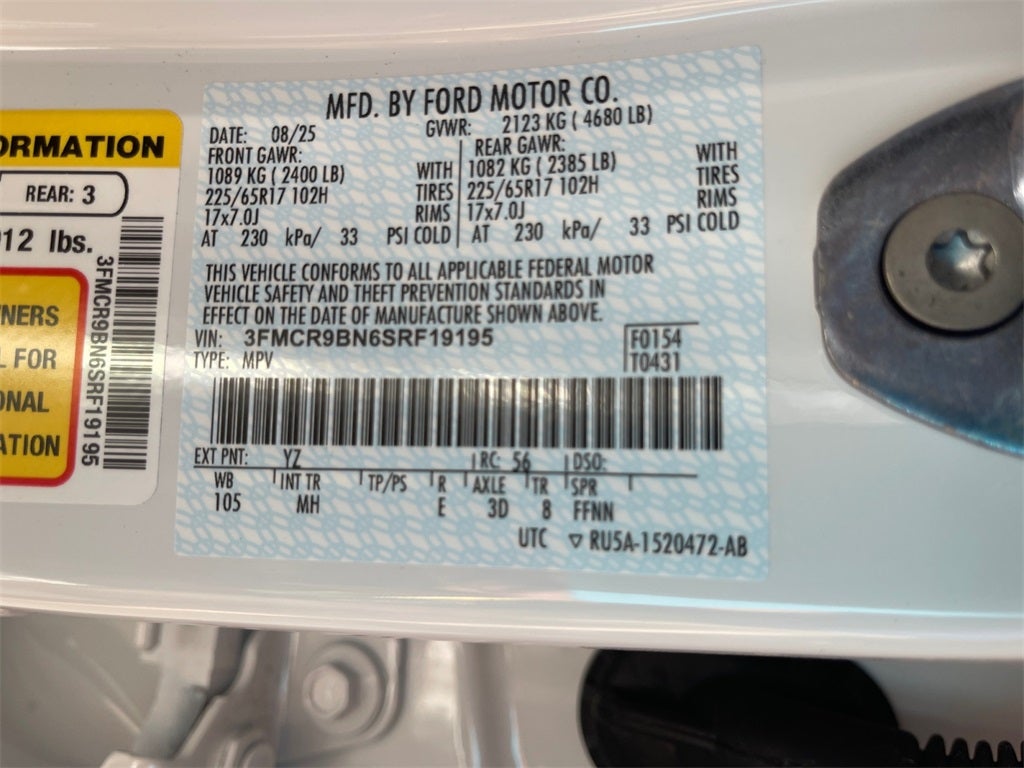 ORMATION
REAR: 3
12 lbs.
NERS
L FOR
ONAL
ATION
3FMCR9BN6SRF19195
MFD. BY FORD MOTOR CO.
DATE: 08/25 GVWR: 2123 KG ( 4680 LB)
FRONT GAWR: REAR GAWR:
1089 KG ( 2400 LB) WITH 1082 KG ( 2385 LB) WITH
225/65R17 102H TIRES 225/65R17 102H TIRES
17x7.0J RIMS 17x7.0J RIMS
AT 230 kPa/ 33 PSI COLD AT 230 kPa/ 33 PSI COLD
THIS VEHICLE CONFORMS TO ALL APPLICABLE FEDERAL MOTOR
VEHICLE SAFETY AND THEFT PREVENTION STANDARDS IN
EFFECT ON THE DATE OF MANUFACTURE SHOWN ABOVE.
VIN: 3FMCR9BN6SRF19195 F0154
TYPE: MPV T0431
EXT PNT: YZ RC: 56 DSO:
WB INT TR TP/PS R AXLE TR SPR
105 MH E 3D 8 FFNN
UTC ▽ RU5A-1520472-AB